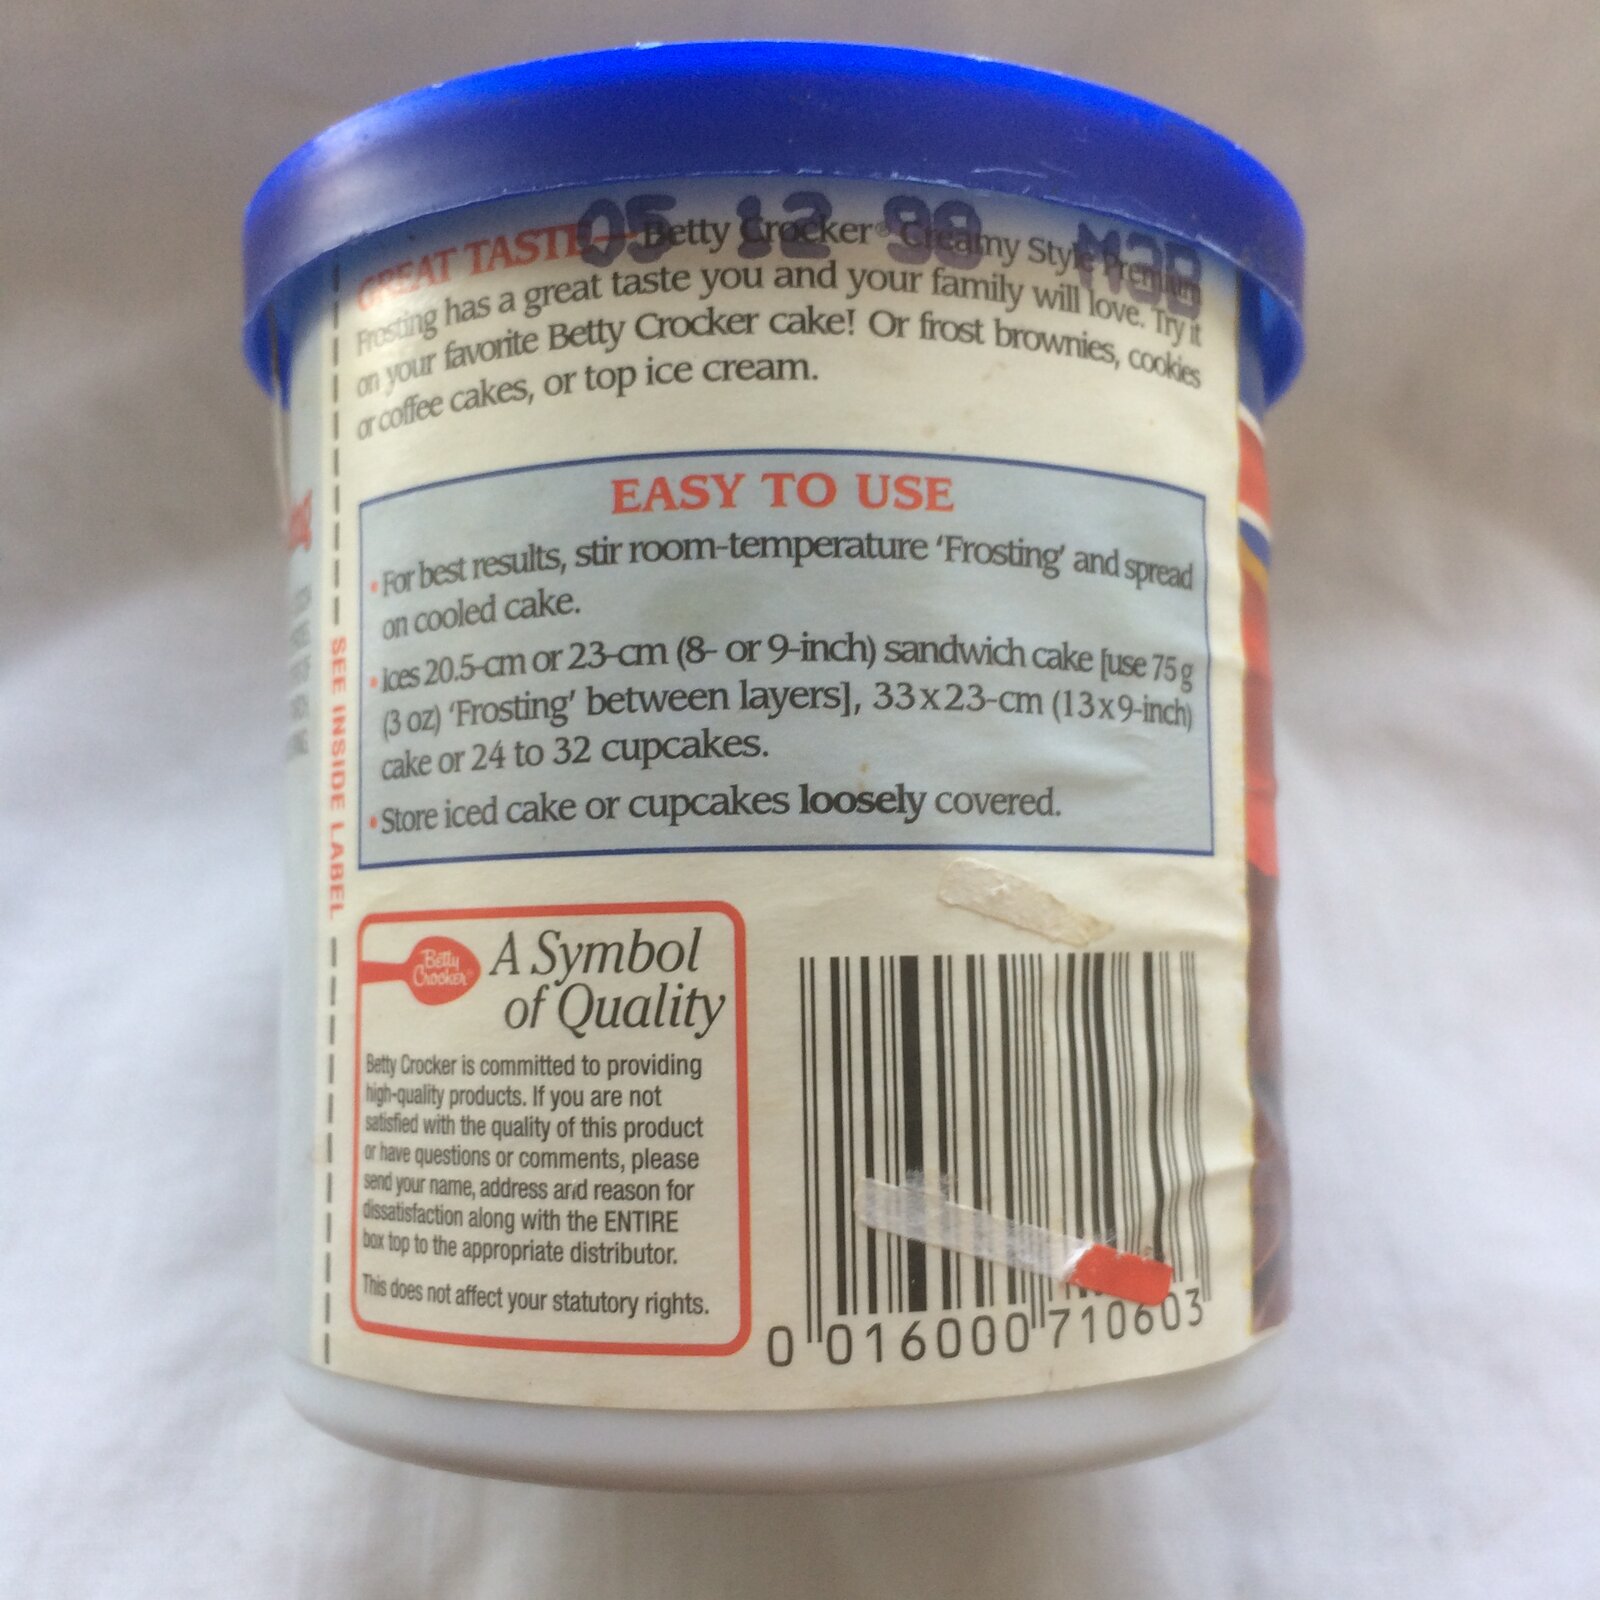 05 12 99 M3B
GREAT TASTE—Betty Crocker® Creamy Style Premium
Frosting has a great taste you and your family will love. Try it
on your favorite Betty Crocker cake! Or frost brownies, cookies
or coffee cakes, or top ice cream.
EASY TO USE
•For best results, stir room-temperature ‘Frosting’ and spread
on cooled cake.
•Ices 20.5-cm or 23-cm (8- or 9-inch) sandwich cake [use 75 g
(3 oz) ‘Frosting’ between layers], 33x23-cm (13x9-inch)
cake or 24 to 32 cupcakes.
•Store iced cake or cupcakes loosely covered.
SEE INSIDE LABEL
Betty
Crocker®
A Symbol
of Quality
Betty Crocker is committed to providing
high-quality products. If you are not
satisfied with the quality of this product
or have questions or comments, please
send your name, address and reason for
dissatisfaction along with the ENTIRE
box top to the appropriate distributor.
This does not affect your statutory rights.
0 016000 710603